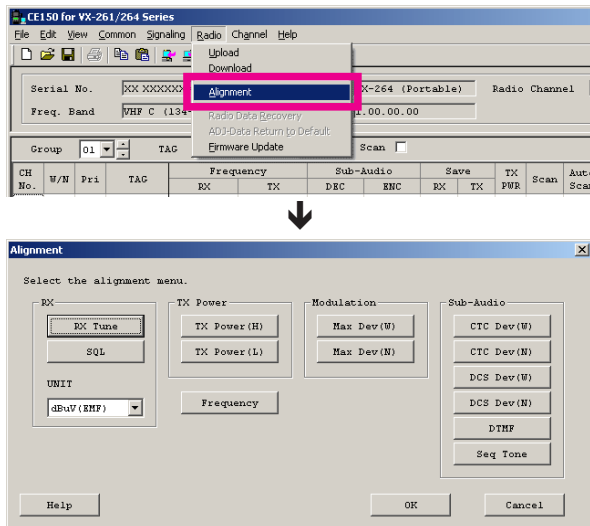 CE150 for VX-261/264 Series
File Edit View Common Signaling Radio Channel Help
Upload
Download
Alignment
Radio Data Recovery
ADJ-Data Return to Default
Firmware Update
Serial No. XX XXXXX X-264 (Portable) Radio Channel
Freq. Band VHF C (134- 1.00.00.00
Group 01 TAG Scan
CH No. W/N Pri TAG Frequency RX TX Sub-Audio DEC ENC Save RX TX TX PWR Scan
Alignment
Select the alignment menu.
RX TX Power Modulation Sub-Audio
RX Tune TX Power(H) Max Dev(W) CTC Dev(W)
SQL TX Power(L) Max Dev(N) CTC Dev(N)
UNIT DCS Dev(W)
dBuV(EMF) Frequency DCS Dev(N)
DTMF
Seq Tone
Help OK Cancel